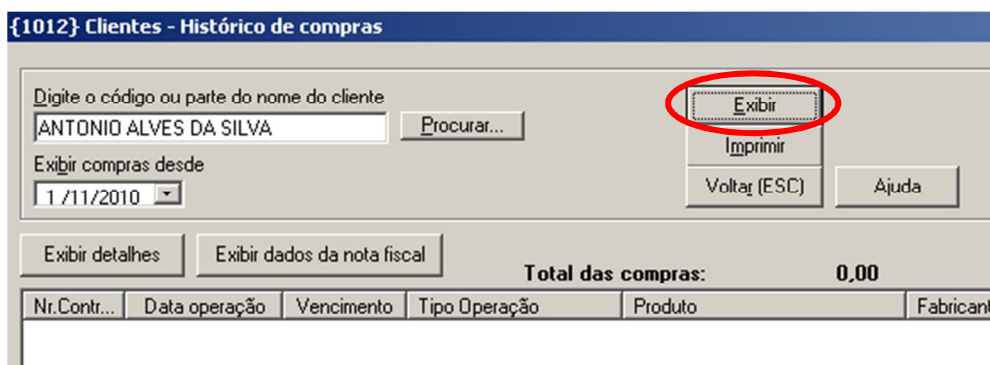 {1012} Clientes - Histórico de compras
Digite o código ou parte do nome do cliente
ANTONIO ALVES DA SILVA
Procurar...
Exibir
Imprimir
Exibir compras desde
1 /11/2010
Voltar (ESC)
Ajuda
Exibir detalhes
Exibir dados da nota fiscal
Total das compras: 0,00
Nr.Contr... Data operação Vencimento Tipo Operação Produto Fabricant